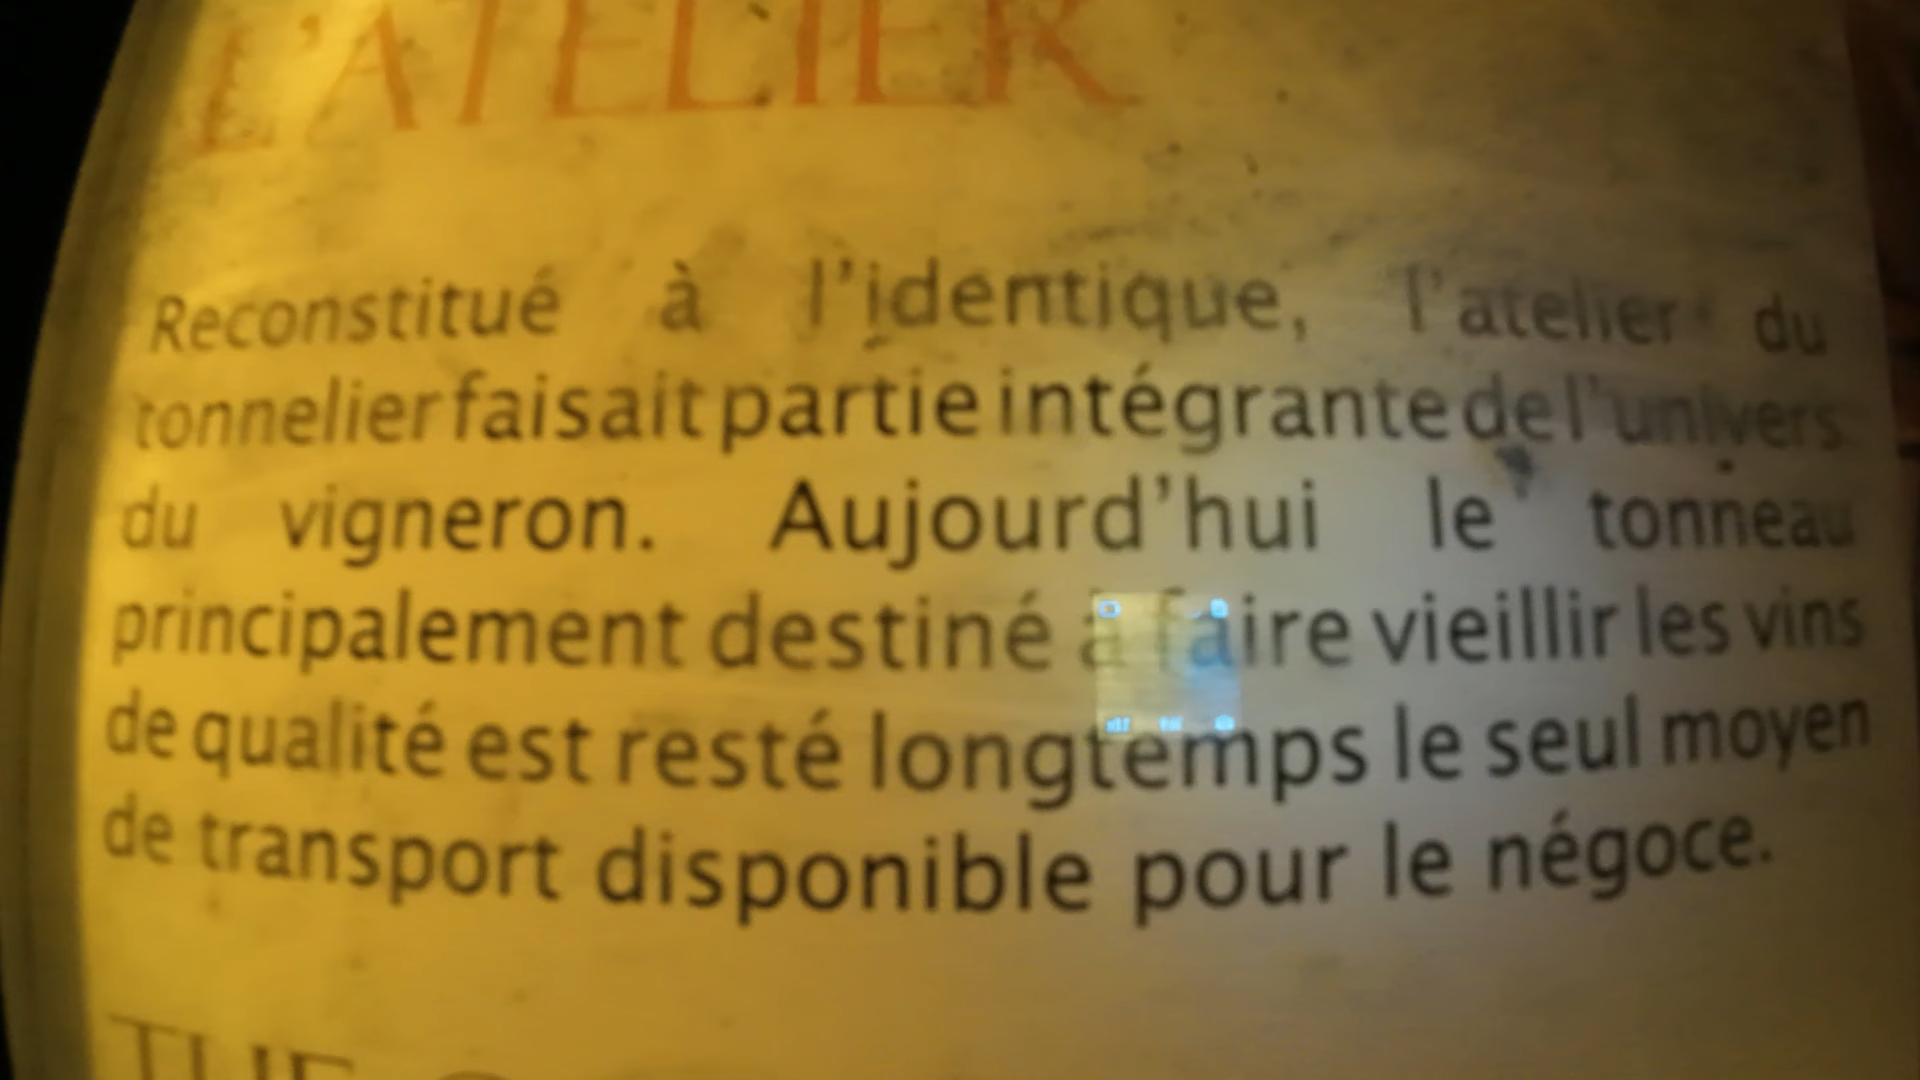 L'ATELIER
Reconstitué à l'identique, l'atelier du
tonnelier faisait partie intégrante de l'univers
du vigneron. Aujourd'hui le tonneau
principalement destiné à faire vieillir les vins
de qualité est resté longtemps le seul moyen
de transport disponible pour le négoce.
THE